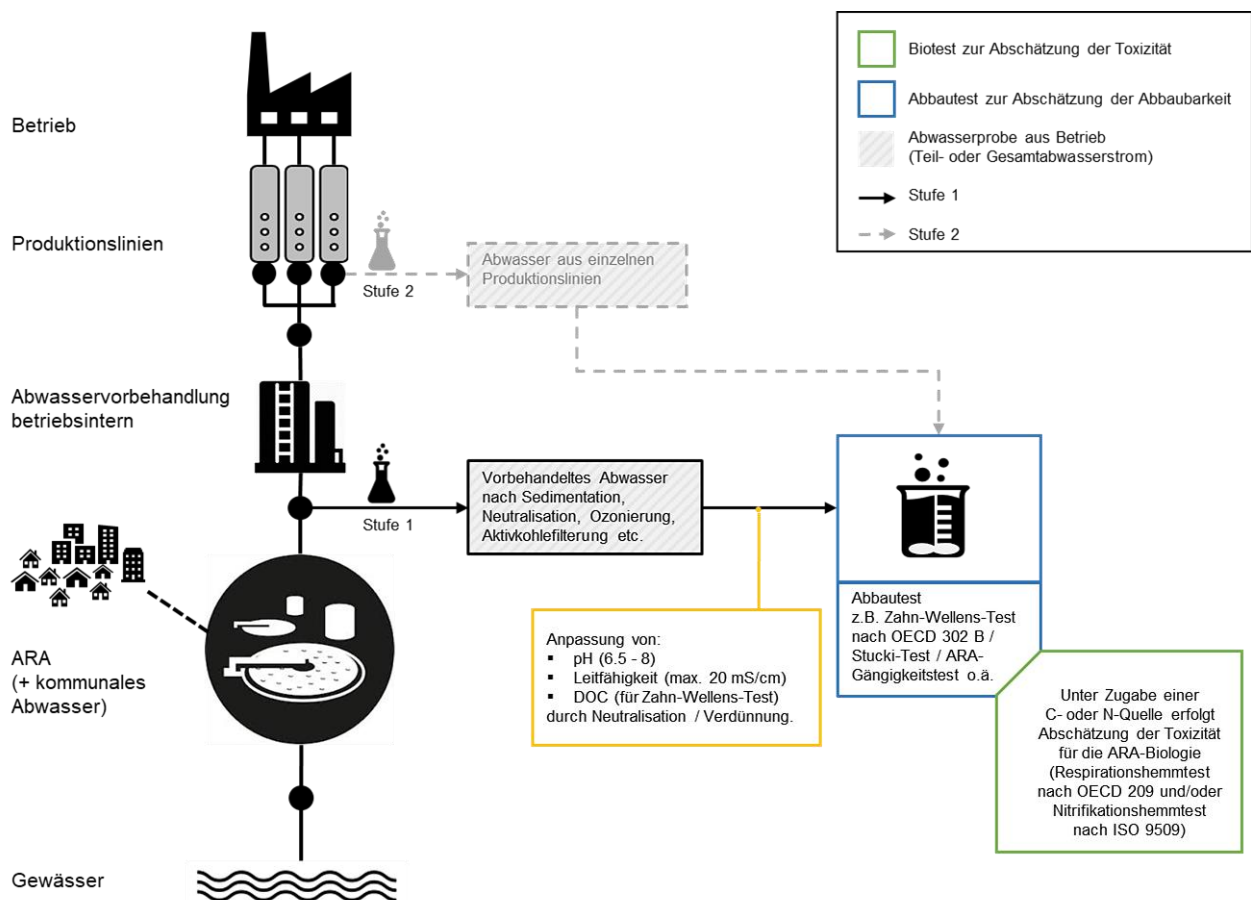 Biotest zur Abschätzung der Toxizität
Abbautest zur Abschätzung der Abbaubarkeit
Abwasserprobe aus Betrieb
(Teil- oder Gesamtabwasserstrom)
Stufe 1
Stufe 2
Betrieb
Produktionslinien
Stufe 2
Abwasser aus einzelnen
Produktionslinien
Abwasservorbehandlung
betriebsintern
Stufe 1
Vorbehandeltes Abwasser
nach Sedimentation,
Neutralisation, Ozonierung,
Aktivkohlefilterung etc.
Abbautest
z.B. Zahn-Wellens-Test
nach OECD 302 B /
Stucki-Test / ARA-
Gängigkeitstest o.ä.
Anpassung von:
▪ pH (6.5 - 8)
▪ Leitfähigkeit (max. 20 mS/cm)
▪ DOC (für Zahn-Wellens-Test)
durch Neutralisation / Verdünnung.
ARA
(+ kommunales
Abwasser)
Unter Zugabe einer
C- oder N-Quelle erfolgt
Abschätzung der Toxizität
für die ARA-Biologie
(Respirationshemmtest
nach OECD 209 und/oder
Nitrifikationshemmtest
nach ISO 9509)
Gewässer